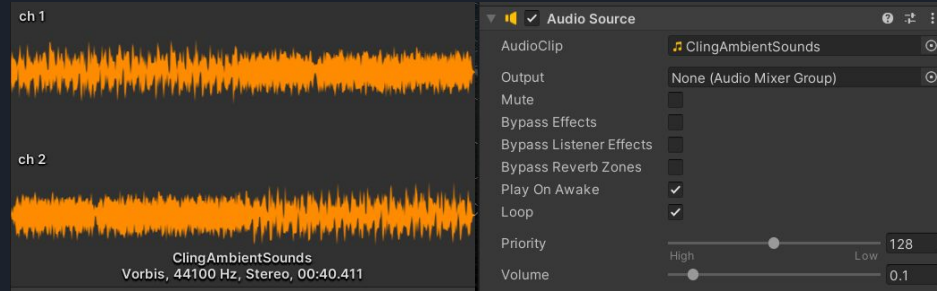 ch 1
ch 2
ClingAmbientSounds
Vorbis, 44100 Hz, Stereo, 00:40.411
Audio Source
AudioClip ClingAmbientSounds
Output None (Audio Mixer Group)
Mute
Bypass Effects
Bypass Listener Effects
Bypass Reverb Zones
Play On Awake
Loop
Priority 128
High Low
Volume 0.1